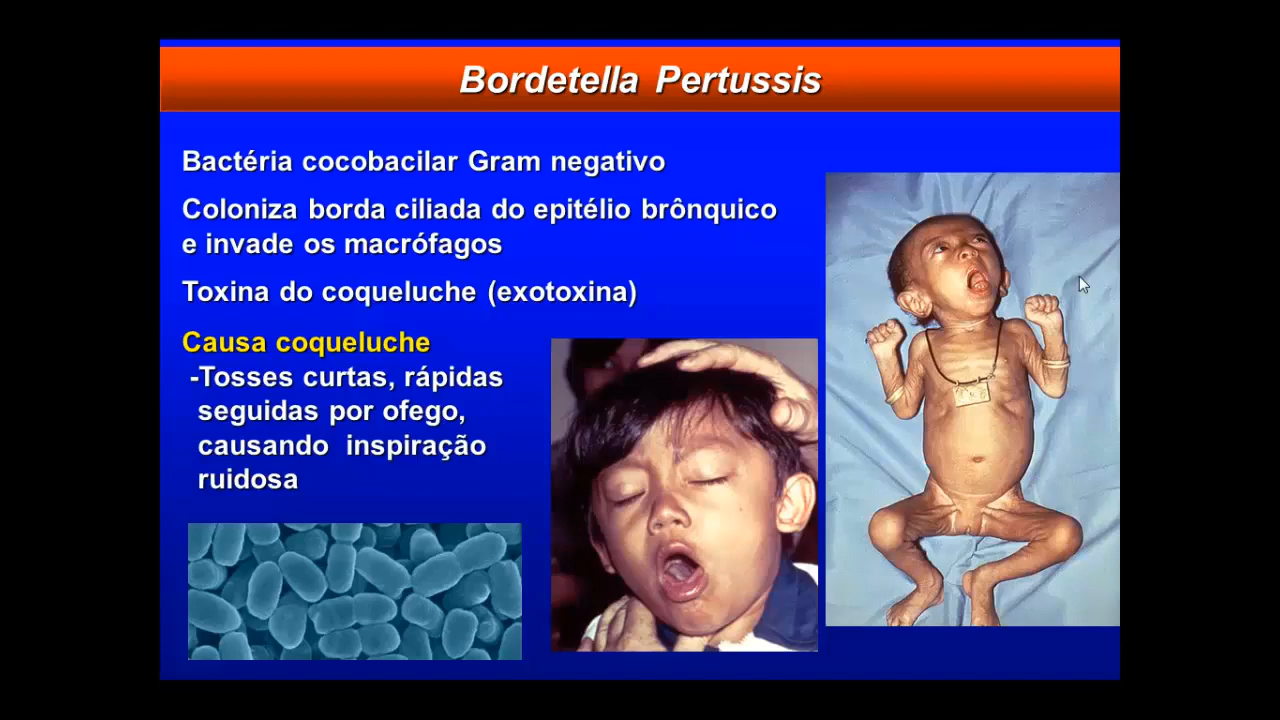 Bordetella Pertussis
Bactéria cocobacilar Gram negativo
Coloniza borda ciliada do epitélio brônquico
e invade os macrófagos
Toxina do coqueluche (exotoxina)
Causa coqueluche
-Tosses curtas, rápidas
seguidas por ofego,
causando inspiração
ruidosa